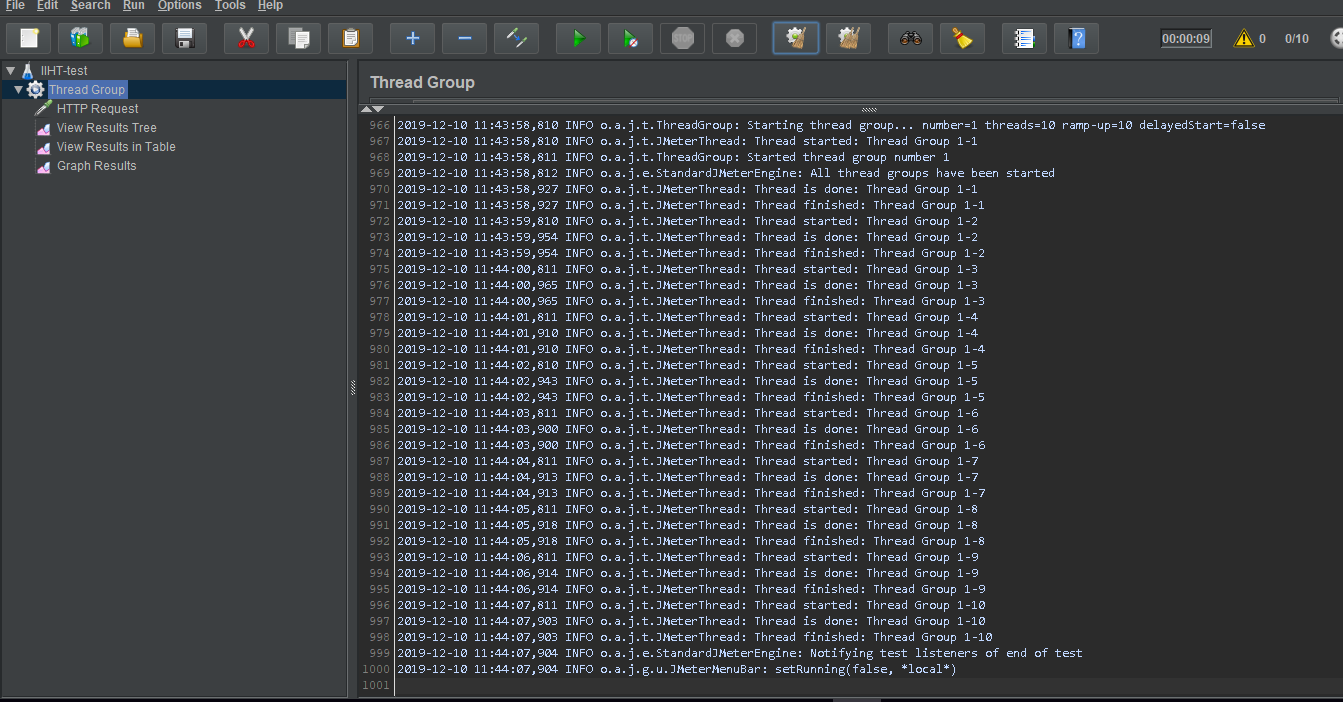 File Edit Search Run Options Tools Help
STOP
00:00:09 0 0/10
IIHT-test
Thread Group
HTTP Request
View Results Tree
View Results in Table
Graph Results
Thread Group
966 2019-12-10 11:43:58,810 INFO o.a.j.t.ThreadGroup: Starting thread group... number=1 threads=10 ramp-up=10 delayedStart=false
967 2019-12-10 11:43:58,810 INFO o.a.j.t.JMeterThread: Thread started: Thread Group 1-1
968 2019-12-10 11:43:58,811 INFO o.a.j.t.ThreadGroup: Started thread group number 1
969 2019-12-10 11:43:58,812 INFO o.a.j.e.StandardJMeterEngine: All thread groups have been started
970 2019-12-10 11:43:58,927 INFO o.a.j.t.JMeterThread: Thread is done: Thread Group 1-1
971 2019-12-10 11:43:58,927 INFO o.a.j.t.JMeterThread: Thread finished: Thread Group 1-1
972 2019-12-10 11:43:59,810 INFO o.a.j.t.JMeterThread: Thread started: Thread Group 1-2
973 2019-12-10 11:43:59,954 INFO o.a.j.t.JMeterThread: Thread is done: Thread Group 1-2
974 2019-12-10 11:43:59,954 INFO o.a.j.t.JMeterThread: Thread finished: Thread Group 1-2
975 2019-12-10 11:44:00,811 INFO o.a.j.t.JMeterThread: Thread started: Thread Group 1-3
976 2019-12-10 11:44:00,965 INFO o.a.j.t.JMeterThread: Thread is done: Thread Group 1-3
977 2019-12-10 11:44:00,965 INFO o.a.j.t.JMeterThread: Thread finished: Thread Group 1-3
978 2019-12-10 11:44:01,811 INFO o.a.j.t.JMeterThread: Thread started: Thread Group 1-4
979 2019-12-10 11:44:01,910 INFO o.a.j.t.JMeterThread: Thread is done: Thread Group 1-4
980 2019-12-10 11:44:01,910 INFO o.a.j.t.JMeterThread: Thread finished: Thread Group 1-4
981 2019-12-10 11:44:02,810 INFO o.a.j.t.JMeterThread: Thread started: Thread Group 1-5
982 2019-12-10 11:44:02,943 INFO o.a.j.t.JMeterThread: Thread is done: Thread Group 1-5
983 2019-12-10 11:44:02,943 INFO o.a.j.t.JMeterThread: Thread finished: Thread Group 1-5
984 2019-12-10 11:44:03,811 INFO o.a.j.t.JMeterThread: Thread started: Thread Group 1-6
985 2019-12-10 11:44:03,900 INFO o.a.j.t.JMeterThread: Thread is done: Thread Group 1-6
986 2019-12-10 11:44:03,900 INFO o.a.j.t.JMeterThread: Thread finished: Thread Group 1-6
987 2019-12-10 11:44:04,811 INFO o.a.j.t.JMeterThread: Thread started: Thread Group 1-7
988 2019-12-10 11:44:04,913 INFO o.a.j.t.JMeterThread: Thread is done: Thread Group 1-7
989 2019-12-10 11:44:04,913 INFO o.a.j.t.JMeterThread: Thread finished: Thread Group 1-7
990 2019-12-10 11:44:05,811 INFO o.a.j.t.JMeterThread: Thread started: Thread Group 1-8
991 2019-12-10 11:44:05,918 INFO o.a.j.t.JMeterThread: Thread is done: Thread Group 1-8
992 2019-12-10 11:44:05,918 INFO o.a.j.t.JMeterThread: Thread finished: Thread Group 1-8
993 2019-12-10 11:44:06,811 INFO o.a.j.t.JMeterThread: Thread started: Thread Group 1-9
994 2019-12-10 11:44:06,914 INFO o.a.j.t.JMeterThread: Thread is done: Thread Group 1-9
995 2019-12-10 11:44:06,914 INFO o.a.j.t.JMeterThread: Thread finished: Thread Group 1-9
996 2019-12-10 11:44:07,811 INFO o.a.j.t.JMeterThread: Thread started: Thread Group 1-10
997 2019-12-10 11:44:07,903 INFO o.a.j.t.JMeterThread: Thread is done: Thread Group 1-10
998 2019-12-10 11:44:07,903 INFO o.a.j.t.JMeterThread: Thread finished: Thread Group 1-10
999 2019-12-10 11:44:07,904 INFO o.a.j.e.StandardJMeterEngine: Notifying test listeners of end of test
1000 2019-12-10 11:44:07,904 INFO o.a.j.g.u.JMeterMenuBar: setRunning(false, *local*)
1001